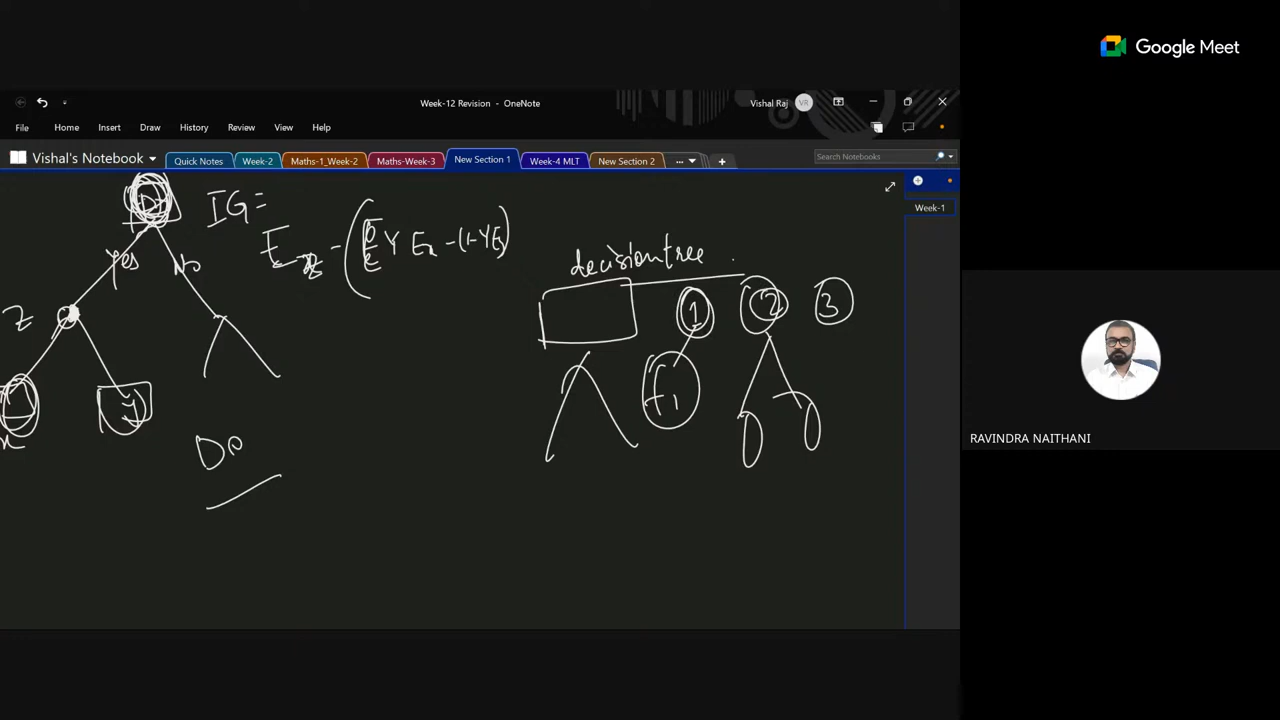 Google Meet
Week-12 Revision - OneNote
Vishal Raj
VR
File
Home
Insert
Draw
History
Review
View
Help
Vishal's Notebook
Quick Notes
Week-2
Maths-1_Week-2
Maths-Week-3
New Section 1
Week-4 MLT
New Section 2
...
Search Notebooks
Week-1
IG=
Yes
No
Z
y
decision tree
1
2
3
f1
RAVINDRA NAITHANI